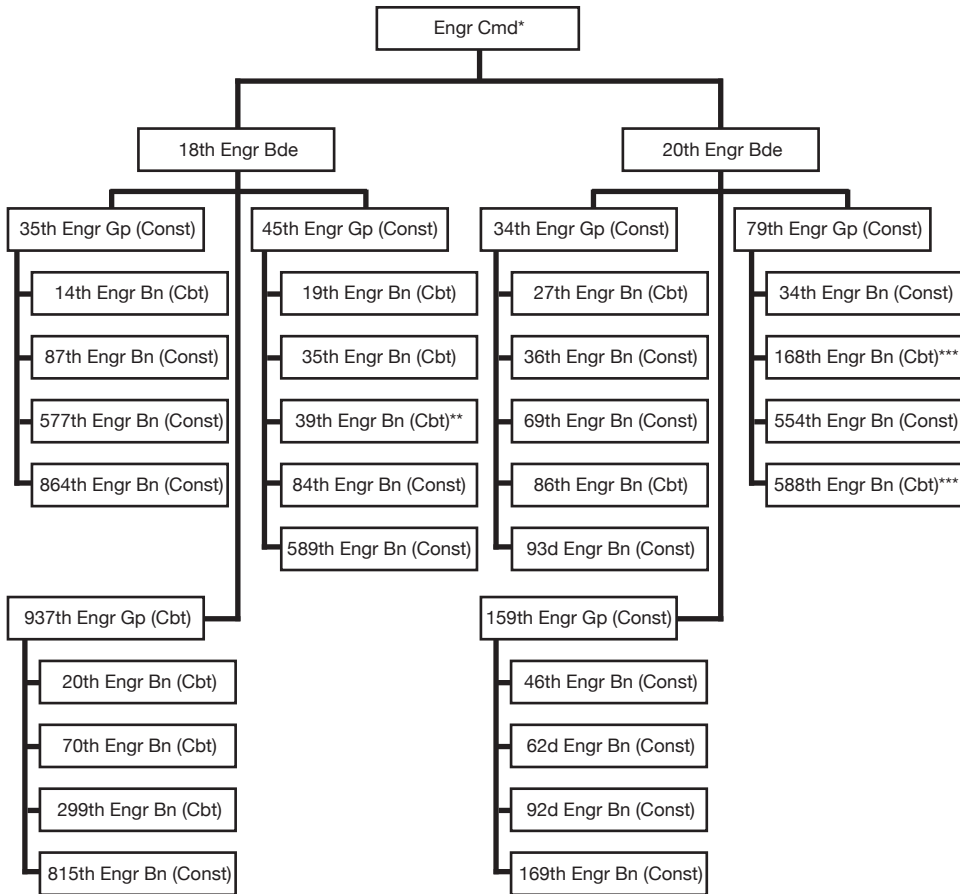 Engr Cmd*
18th Engr Bde
20th Engr Bde
35th Engr Gp (Const)
14th Engr Bn (Cbt)
87th Engr Bn (Const)
577th Engr Bn (Const)
864th Engr Bn (Const)
45th Engr Gp (Const)
19th Engr Bn (Cbt)
35th Engr Bn (Cbt)
39th Engr Bn (Cbt)**
84th Engr Bn (Const)
589th Engr Bn (Const)
34th Engr Gp (Const)
27th Engr Bn (Cbt)
36th Engr Bn (Const)
69th Engr Bn (Const)
86th Engr Bn (Cbt)
93d Engr Bn (Const)
79th Engr Gp (Const)
34th Engr Bn (Const)
168th Engr Bn (Cbt)***
554th Engr Bn (Const)
588th Engr Bn (Cbt)***
937th Engr Gp (Cbt)
20th Engr Bn (Cbt)
70th Engr Bn (Cbt)
299th Engr Bn (Cbt)
815th Engr Bn (Const)
159th Engr Gp (Const)
46th Engr Bn (Const)
62d Engr Bn (Const)
92d Engr Bn (Const)
169th Engr Bn (Const)